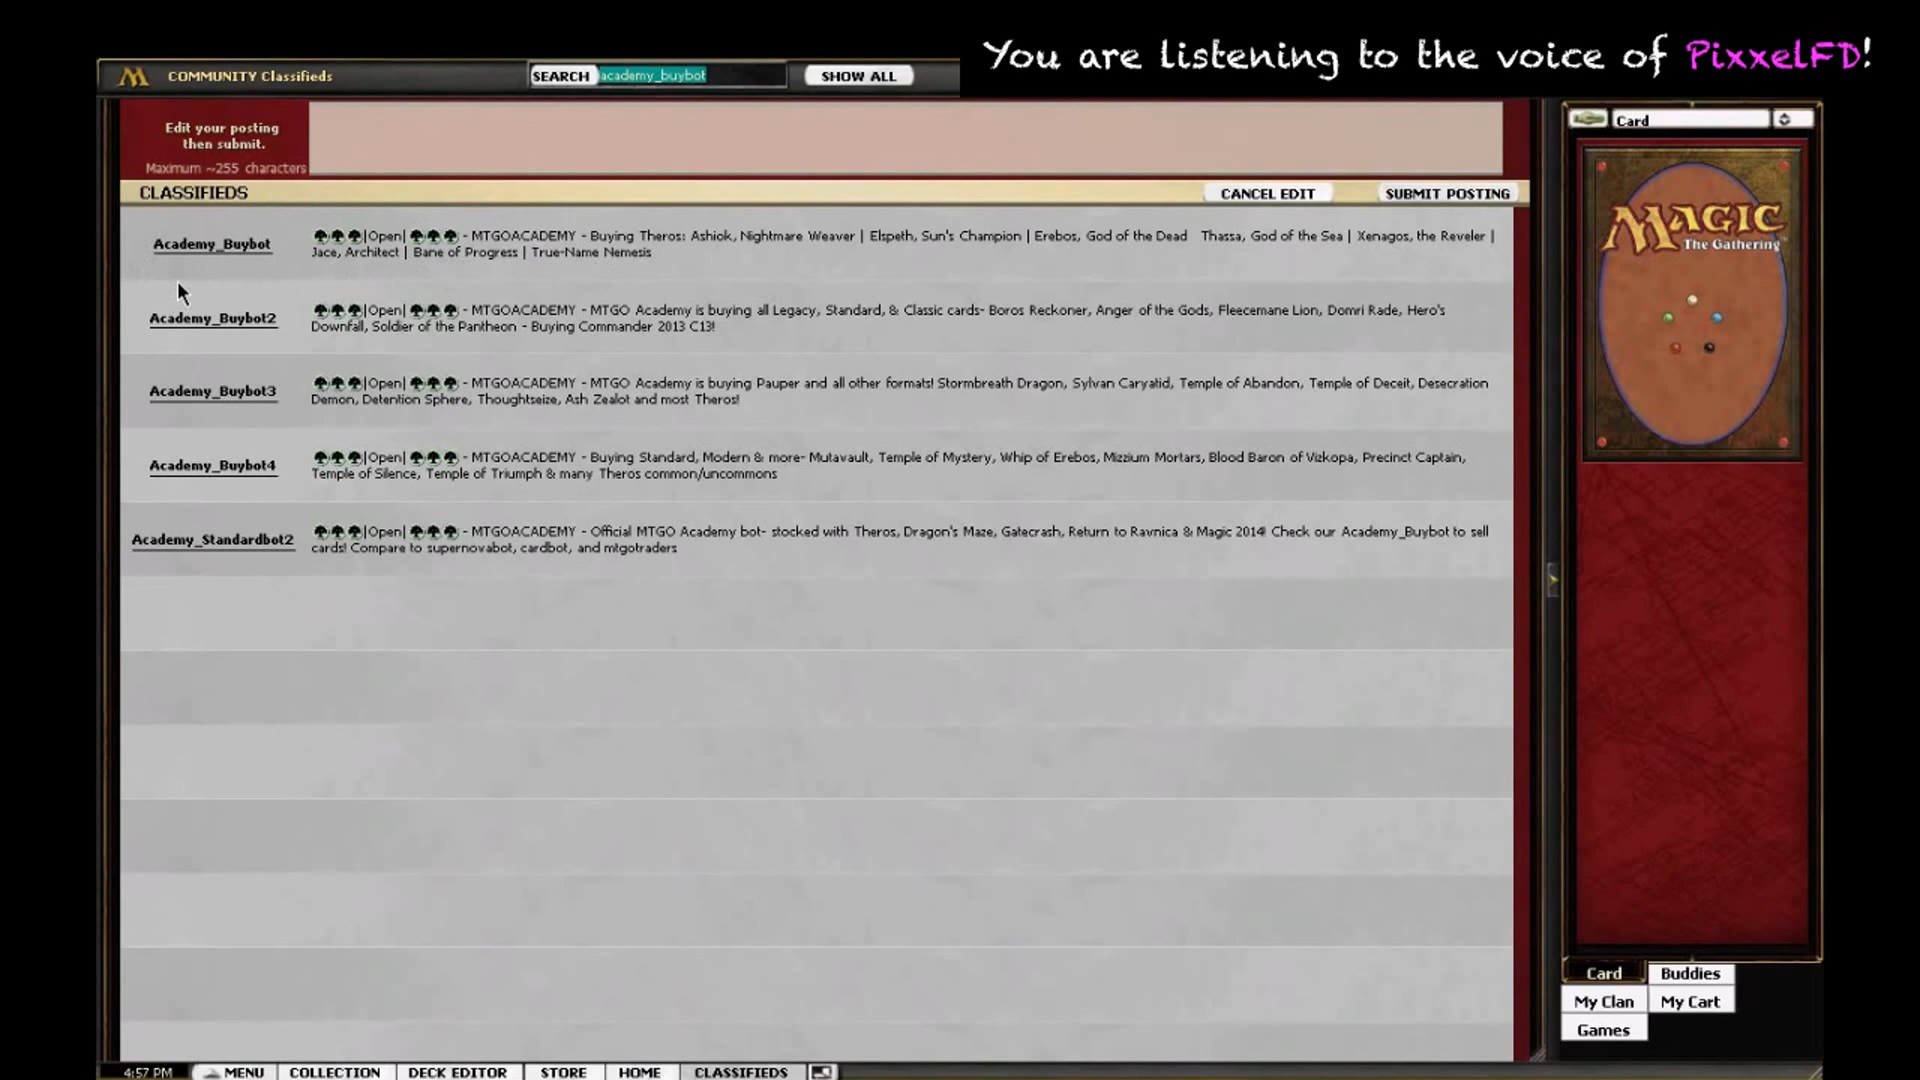 You are listening to the voice of PixxelFD!
COMMUNITY Classifieds
SEARCH academy_buybot
SHOW ALL
Card
Edit your posting
then submit.
Maximum ~255 characters
CLASSIFIEDS
CANCEL EDIT
SUBMIT POSTING
MAGIC
The Gathering
Academy_Buybot
|Open| - MTGOACADEMY - Buying Theros: Ashiok, Nightmare Weaver | Elspeth, Sun's Champion | Erebos, God of the Dead Thassa, God of the Sea | Xenagos, the Reveler |
Jace, Architect | Bane of Progress | True-Name Nemesis
Academy_Buybot2
|Open| - MTGOACADEMY - MTGO Academy is buying all Legacy, Standard, & Classic cards- Boros Reckoner, Anger of the Gods, Fleecemane Lion, Domri Rade, Hero's
Downfall, Soldier of the Pantheon - Buying Commander 2013 C13!
Academy_Buybot3
|Open| - MTGOACADEMY - MTGO Academy is buying Pauper and all other formats! Stormbreath Dragon, Sylvan Caryatid, Temple of Abandon, Temple of Deceit, Desecration
Demon, Detention Sphere, Thoughtseize, Ash Zealot and most Theros!
Academy_Buybot4
|Open| - MTGOACADEMY - Buying Standard, Modern & more- Mutavault, Temple of Mystery, Whip of Erebos, Mizzium Mortars, Blood Baron of Vizkopa, Precinct Captain,
Temple of Silence, Temple of Triumph & many Theros common/uncommons
Academy_Standardbot2
|Open| - MTGOACADEMY - Official MTGO Academy bot- stocked with Theros, Dragon's Maze, Gatecrash, Return to Ravnica & Magic 2014! Check our Academy_Buybot to sell
cards! Compare to supernovabot, cardbot, and mtgotraders
Card
Buddies
My Clan
My Cart
Games
4:57 PM
MENU
COLLECTION
DECK EDITOR
STORE
HOME
CLASSIFIEDS